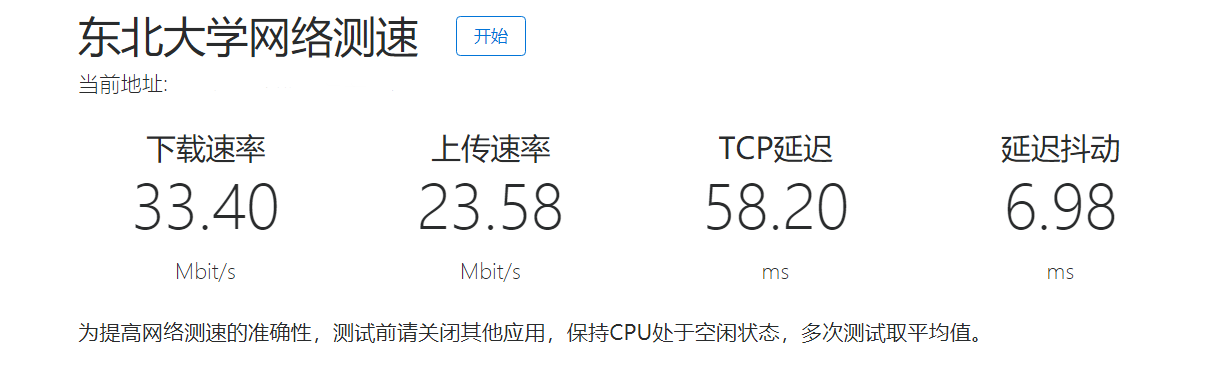 东北大学网络测速 开始
当前地址:
下载速率 上传速率 TCP延迟 延迟抖动
33.40 23.58 58.20 6.98
Mbit/s Mbit/s ms ms
为提高网络测速的准确性，测试前请关闭其他应用，保持CPU处于空闲状态，多次测试取平均值。